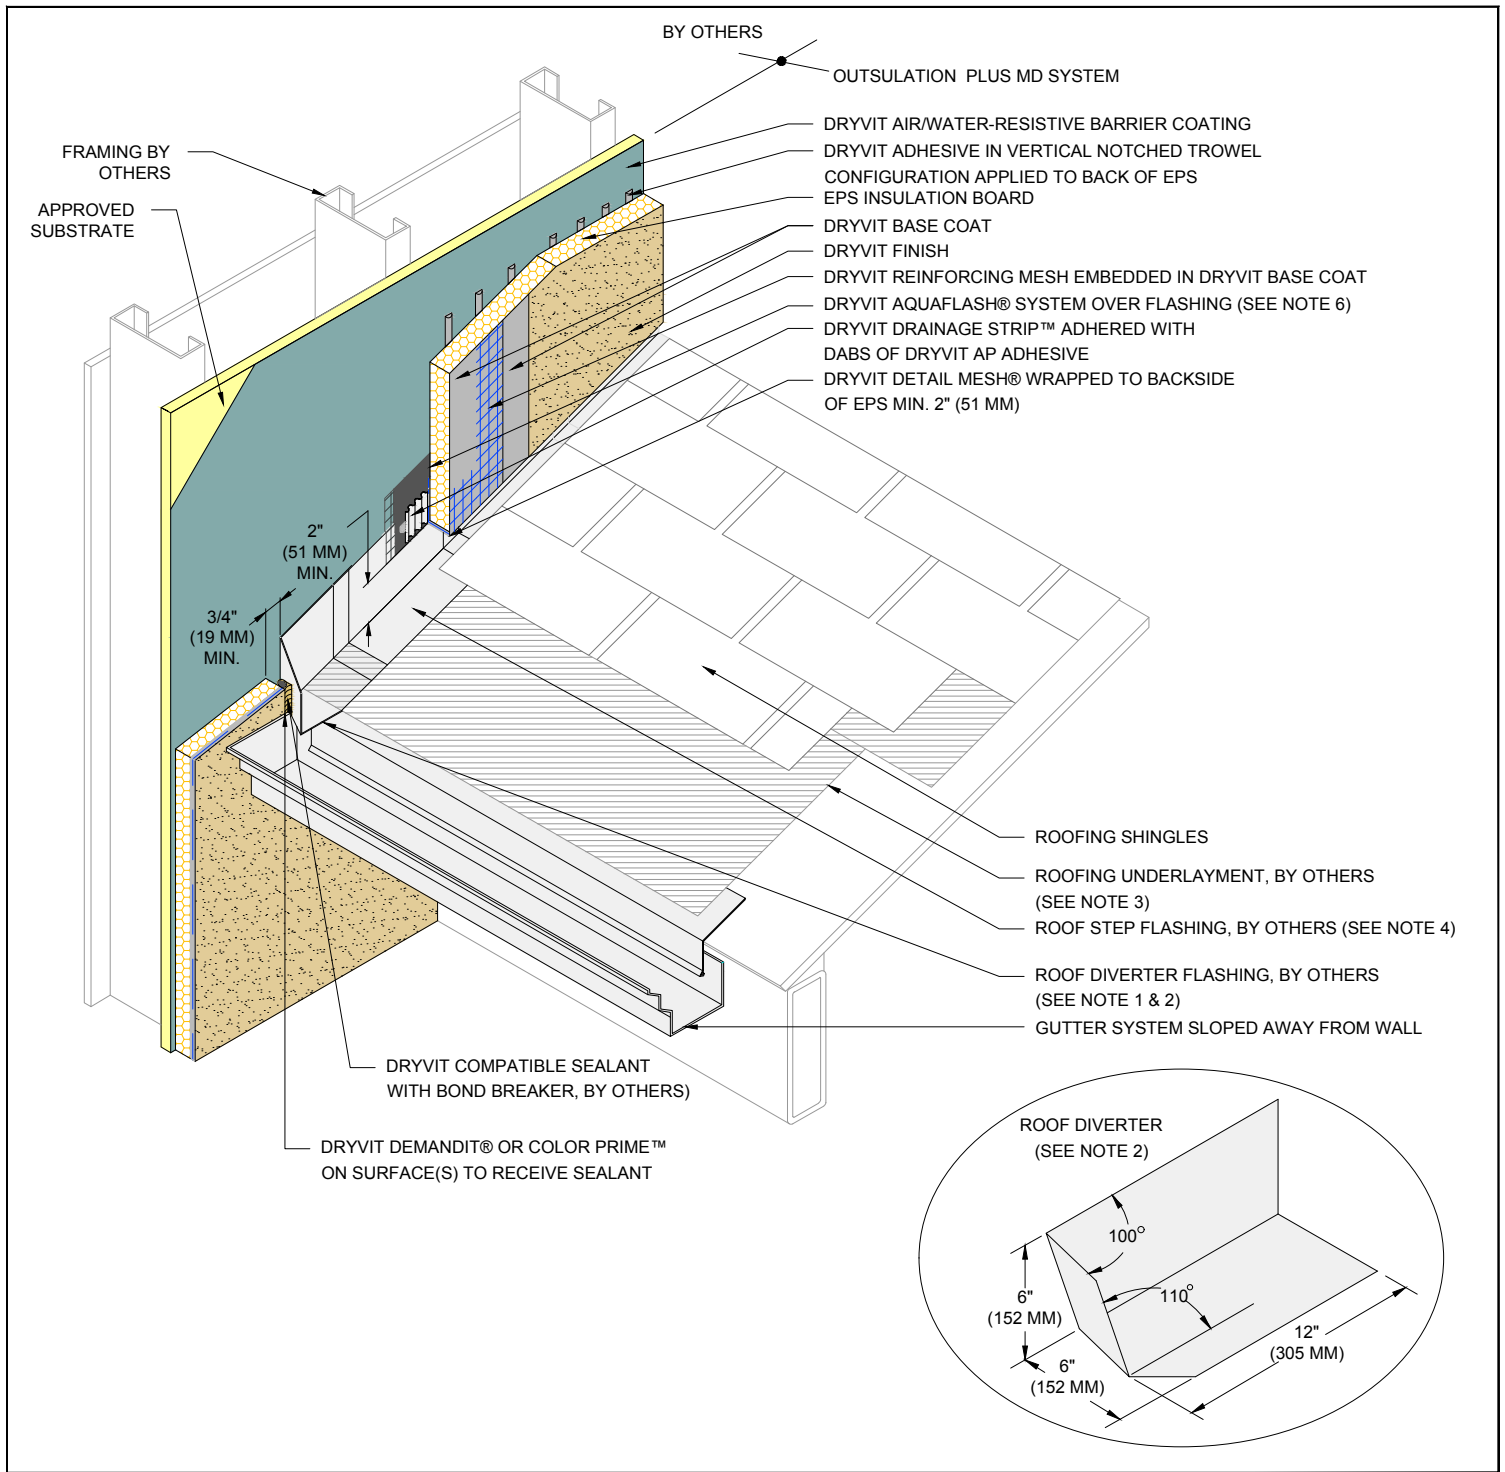 BY OTHERS
OUTSULATION PLUS MD SYSTEM
DRYVIT AIR/WATER-RESISTIVE BARRIER COATING
DRYVIT ADHESIVE IN VERTICAL NOTCHED TROWEL
CONFIGURATION APPLIED TO BACK OF EPS
EPS INSULATION BOARD
DRYVIT BASE COAT
DRYVIT FINISH
DRYVIT REINFORCING MESH EMBEDDED IN DRYVIT BASE COAT
DRYVIT AQUAFLASH® SYSTEM OVER FLASHING (SEE NOTE 6)
DRYVIT DRAINAGE STRIP™ ADHERED WITH
DABS OF DRYVIT AP ADHESIVE
DRYVIT DETAIL MESH® WRAPPED TO BACKSIDE
OF EPS MIN. 2" (51 MM)
FRAMING BY
OTHERS
APPROVED
SUBSTRATE
2"
(51 MM)
MIN.
3/4"
(19 MM)
MIN.
ROOFING SHINGLES
ROOFING UNDERLAYMENT, BY OTHERS
(SEE NOTE 3)
ROOF STEP FLASHING, BY OTHERS (SEE NOTE 4)
ROOF DIVERTER FLASHING, BY OTHERS
(SEE NOTE 1 & 2)
GUTTER SYSTEM SLOPED AWAY FROM WALL
DRYVIT COMPATIBLE SEALANT
WITH BOND BREAKER, BY OTHERS)
DRYVIT DEMANDIT® OR COLOR PRIME™
ON SURFACE(S) TO RECEIVE SEALANT
ROOF DIVERTER
(SEE NOTE 2)
100°
110°
6"
(152 MM)
6"
(152 MM)
12"
(305 MM)